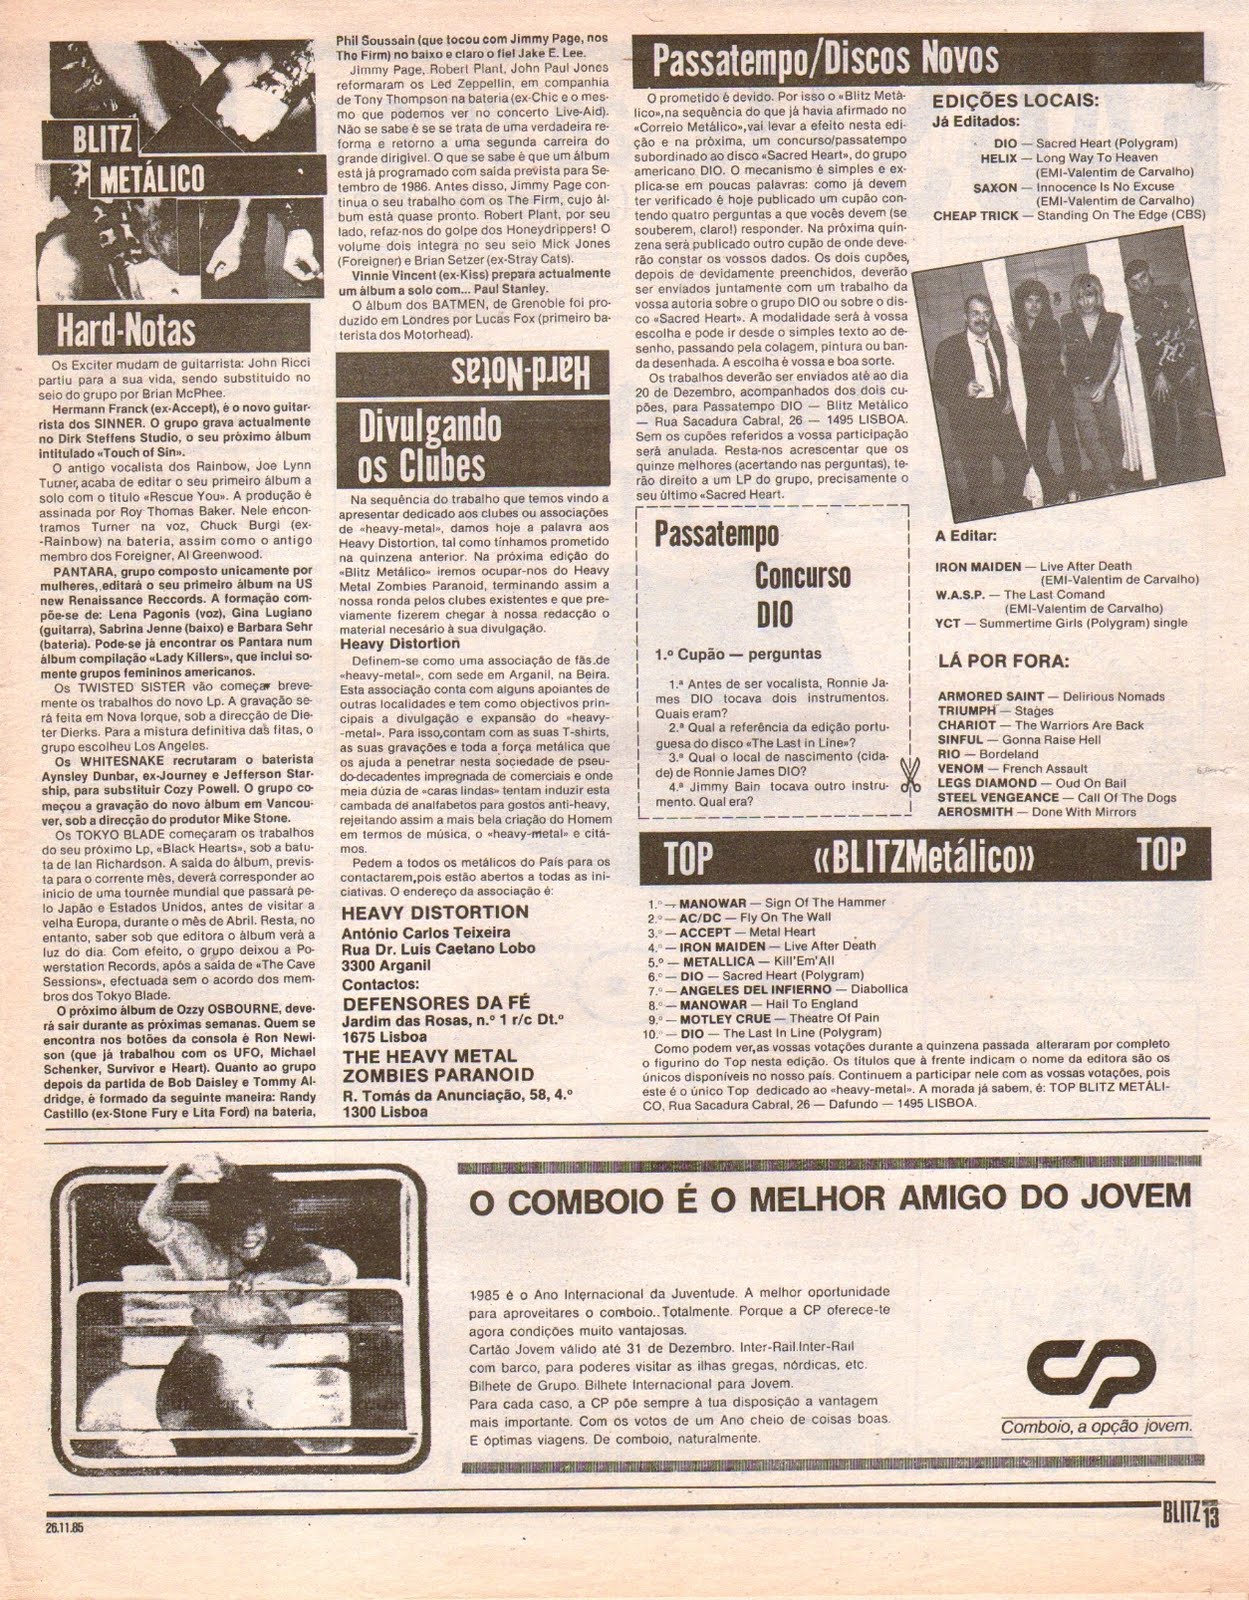 BLITZ
METÁLICO
Hard-Notas
Os Exciter mudam de guitarrista: John Ricci
partiu para a sua vida, sendo substituído no
seio do grupo por Brian McPhee.
Hermann Franck (ex-Accept), é o novo guitar-
rista dos SINNER. O grupo grava actualmente
no Dirk Steffens Studio, o seu próximo álbum
intitulado «Touch of Sin».
O antigo vocalista dos Rainbow, Joe Lynn
Turner, acaba de editar o seu primeiro álbum a
solo com o titulo «Rescue You». A produção é
assinada por Roy Thomas Baker. Nele encon-
tramos Turner na voz, Chuck Burgi (ex-
-Rainbow) na bateria, assim como o antigo
membro dos Foreigner, Al Greenwood.
PANTARA, grupo composto unicamente por
mulheres, editará o seu primeiro álbum na US
new Renaissance Reccords. A formação com-
põe-se de: Lena Pagonis (voz), Gina Lugiano
(guitarra), Sabrina Jenne (baixo) e Barbara Sehr
(bateria). Pode-se já encontrar os Pantara num
álbum compilação «Lady Killers», que inclui so-
mente grupos femininos americanos.
Os TWISTED SISTER vão começar breve-
mente os trabalhos do novo Lp. A gravação se-
rá feita em Nova Iorque, sob a direcção de Die-
ter Dierks. Para a mistura definitiva das fitas, o
grupo escolheu Los Angeles.
Os WHITESNAKE recrutaram o baterista
Aynsley Dunbar, ex-Journey e Jefferson Star-
ship, para substituir Cozy Powell. O grupo co-
meçou a gravação do novo álbum em Vancou-
ver, sob a direcção do produtor Mike Stone.
Os TOKYO BLADE começaram os trabalhos
do seu próximo Lp, «Black Hearts», sob a batu-
ta de Ian Richardson. A saída do álbum, previs-
ta para o corrente mês, deverá corresponder ao
inicio de uma tournée mundial que passará pe-
lo Japão e Estados Unidos, antes de visitar a
velha Europa, durante o mês de Abril. Resta, no
entanto, saber sob que editora o álbum verá a
luz do dia. Com efeito, o grupo deixou a Po-
werstation Records, após a saída de «The Cave
Sessions», efectuada sem o acordo dos mem-
bros dos Tokyo Blade.
O próximo álbum de Ozzy OSBOURNE, deve-
rá sair durante as próximas semanas. Quem se
encontra nos botões da consola é Ron Newi-
son (que já trabalhou com os UFO, Michael
Schenker, Survivor e Heart). Quanto ao grupo
depois da partida de Bob Daisley e Tommy Al-
dridge, é formado da seguinte maneira: Randy
Castillo (ex-Stone Fury e Lita Ford) na bateria,
Phil Soussain (que tocou com Jimmy Page, nos
The Firm) no baixo e claro o fiel Jake E. Lee.
Jimmy Page, Robert Plant, John Paul Jones
reformaram os Led Zeppellin, em companhia
de Tony Thompson na bateria (ex-Chic e o mes-
mo que podemos ver no concerto Live-Aid).
Não se sabe é se se trata de uma verdadeira re-
forma e retorno a uma segunda carreira do
grande dirigivel. O que se sabe é que um álbum
está já programado com saída prevista para Se-
tembro de 1986. Antes disso, Jimmy Page con-
tinua o seu trabalho com os The Firm, cujo ál-
bum está quase pronto. Robert Plant, por seu
lado, refaz-nos do golpe dos Honeydrippers! O
volume dois integra no seu seio Mick Jones
(Foreigner) e Brian Setzer (ex-Stray Cats).
Vinnie Vincent (ex-Kiss) prepara actualmente
um álbum a solo com... Paul Stanley.
O álbum dos BATMEN, de Grenoble foi pro-
duzido em Londres por Lucas Fox (primeiro ba-
terista dos Motorhead).
Hard-Notas
Divulgando
os Clubes
Na sequência do trabalho que temos vindo a
apresentar dedicado aos clubes ou associações
de «heavy-metal», damos hoje a palavra aos
Heavy Distortion, tal como tínhamos prometido
na quinzena anterior. Na próxima edição do
«Blitz Metálico» iremos ocupar-nos do Heavy
Metal Zombies Paranoid, terminando assim a
nossa ronda pelos clubes existentes e que pre-
viamente fizerem chegar à nossa redacção o
material necesário à sua divulgação.
Heavy Distortion
Definem-se como uma associação de fãs de
«heavy-metal», com sede em Arganil, na Beira.
Esta associação conta com alguns apoiantes de
outras localidades e tem como objectivos prin-
cipais a divulgação e expansão do «heavy-
-metal». Para isso,contam com as suas T-shirts,
as suas gravações e toda a força metálica que
os ajuda a penetrar nesta sociedade de pseu-
do-decadentes impregnada de comerciais e onde
meia dúzia de «caras lindas» tentam induzir esta
cambada de analfabetos para gostos anti-heavy,
rejeitando assim a mais bela criação do Homem
em termos de música, o «heavy-metal» e citá-
mos.
Pedem a todos os metálicos do País para os
contactarem,pois estão abertos a todas as ini-
ciativas. O endereço da associação é:
HEAVY DISTORTION
António Carlos Teixeira
Rua Dr. Luís Caetano Lobo
3300 Arganil
Contactos:
DEFENSORES DA FÉ
Jardim das Rosas, n.º 1 r/c Dt.º
1675 Lisboa
THE HEAVY METAL
ZOMBIES PARANOID
R. Tomás da Anunciação, 58, 4.º
1300 Lisboa
Passatempo/Discos Novos
O prometido é devido. Por isso o «Blitz Metá-
lico»,na sequência do que já havia afirmado no
«Correio Metálico»,vai levar a efeito nesta edi-
ção e na próxima, um concurso/passatempo
subordinado ao disco «Sacred Heart», do grupo
americano DIO. O mecanismo é simples e ex-
plica-se em poucas palavras: como já devem
ter verificado é hoje publicado um cupão con-
tendo quatro perguntas a que vocês devem (se
souberem, claro!) responder. Na próxima quin-
zena será publicado outro cupão de onde deve-
rão constar os vossos dados. Os dois cupões,
depois de devidamente preenchidos, deverão
ser enviados juntamente com um trabalho da
vossa autoria sobre o grupo DIO ou sobre o dis-
co «Sacred Heart». A modalidade será à vossa
escolha e pode ir desde o simples texto ao de-
senho, passando pela colagem, pintura ou ban-
da desenhada. A escolha é vossa e boa sorte.
Os trabalhos deverão ser enviados até ao dia
20 de Dezembro, acompanhados dos dois cu-
pões, para Passatempo DIO — Blitz Metálico
— Rua Sacadura Cabral, 26 — 1495 LISBOA.
Sem os cupões referidos a vossa participação
será anulada. Resta-nos acrescentar que os
quinze melhores (acertando nas perguntas), te-
rão direito a um LP do grupo, precisamente o
seu último «Sacred Heart.
Passatempo
Concurso
DIO
1.º Cupão — perguntas
1.ª Antes de ser vocalista, Ronnie Ja-
mes DIO tocava dois instrumentos.
Quais eram?
2.ª Qual a referência da edição portu-
guesa do disco «The Last in Line»?
3.ª Qual o local de nascimento (cida-
de) de Ronnie James DIO?
4.ª Jimmy Bain tocava outro instru-
mento. Qual era?
EDIÇÕES LOCAIS:
Já Editados:
DIO — Sacred Heart (Polygram)
HELIX — Long Way To Heaven
(EMI-Valentim de Carvalho)
SAXON — Innocence Is No Excuse
(EMI-Valentim de Carvalho)
CHEAP TRICK — Standing On The Edge (CBS)
A Editar:
IRON MAIDEN — Live After Death
(EMI-Valentim de Carvalho)
W.A.S.P. — The Last Comand
(EMI-Valentim de Carvalho)
YCT — Summertime Girls (Polygram) single
LÁ POR FORA:
ARMORED SAINT — Delirious Nomads
TRIUMPH — Stages
CHARIOT — The Warriors Are Back
SINFUL — Gonna Raise Hell
RIO — Bordeland
VENOM — French Assault
LEGS DIAMOND — Oud On Bail
STEEL VENGEANCE — Call Of The Dogs
AEROSMITH — Done With Mirrors
TOP «BLITZMetálico» TOP
1.º — MANOWAR — Sign Of The Hammer
2.º — AC/DC — Fly On The Wall
3.º — ACCEPT — Metal Heart
4.º — IRON MAIDEN — Live After Death
5.º — METALLICA — Kill'Em'All
6.º — DIO — Sacred Heart (Polygram)
7.º — ANGELES DEL INFIERNO — Diabollica
8.º — MANOWAR — Hail To England
9.º — MOTLEY CRUE — Theatre Of Pain
10.º — DIO — The Last In Line (Polygram)
Como podem ver,as vossas votações durante a quinzena passada alteraram por completo
o figurino do Top nesta edição. Os títulos que à frente indicam o nome da editora são os
únicos disponíveis no nosso país. Continuem a participar nele com as vossas votações, pois
este é o único Top dedicado ao «heavy-metal». A morada já sabem, é: TOP BLITZ METÁLI-
CO, Rua Sacadura Cabral, 26 — Dafundo — 1495 LISBOA.
O COMBOIO É O MELHOR AMIGO DO JOVEM
1985 é o Ano Internacional da Juventude. A melhor oportunidade
para aproveitares o comboio. Totalmente. Porque a CP oferece-te
agora condições muito vantajosas.
Cartão Jovem válido até 31 de Dezembro. Inter-Rail.Inter-Rail
com barco, para poderes visitar as ilhas gregas, nórdicas, etc.
Bilhete de Grupo. Bilhete Internacional para Jovem.
Para cada caso, a CP põe sempre à tua disposição a vantagem
mais importante. Com os votos de um Ano cheio de coisas boas.
E óptimas viagens. De comboio, naturalmente.
CP
Comboio, a opção jovem.
26.11.85
BLITZ 13